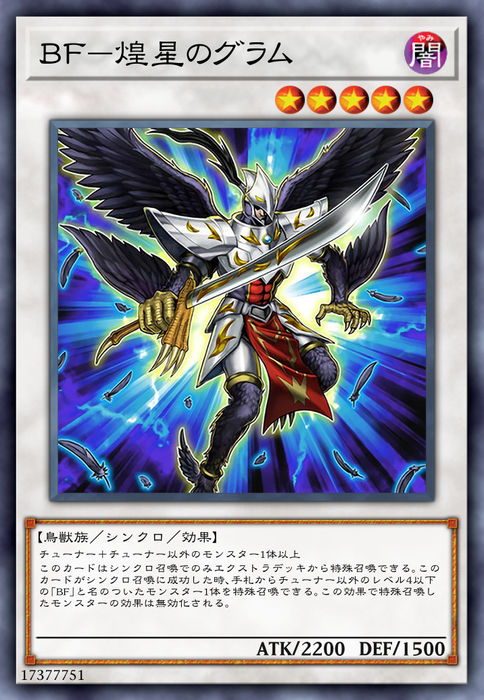 BF－煌星のグラム
やみ
闇
【鳥獣族／シンクロ／効果】
チューナー＋チューナー以外のモンスター1体以上
このカードはシンクロ召喚でのみエクストラデッキから特殊召喚できる。この
カードがシンクロ召喚に成功した時、手札からチューナー以外のレベル4以下
の「BF」と名のついたモンスター1体を特殊召喚できる。この効果で特殊召喚し
たモンスターの効果は無効化される。
ATK/2200 DEF/1500
17377751